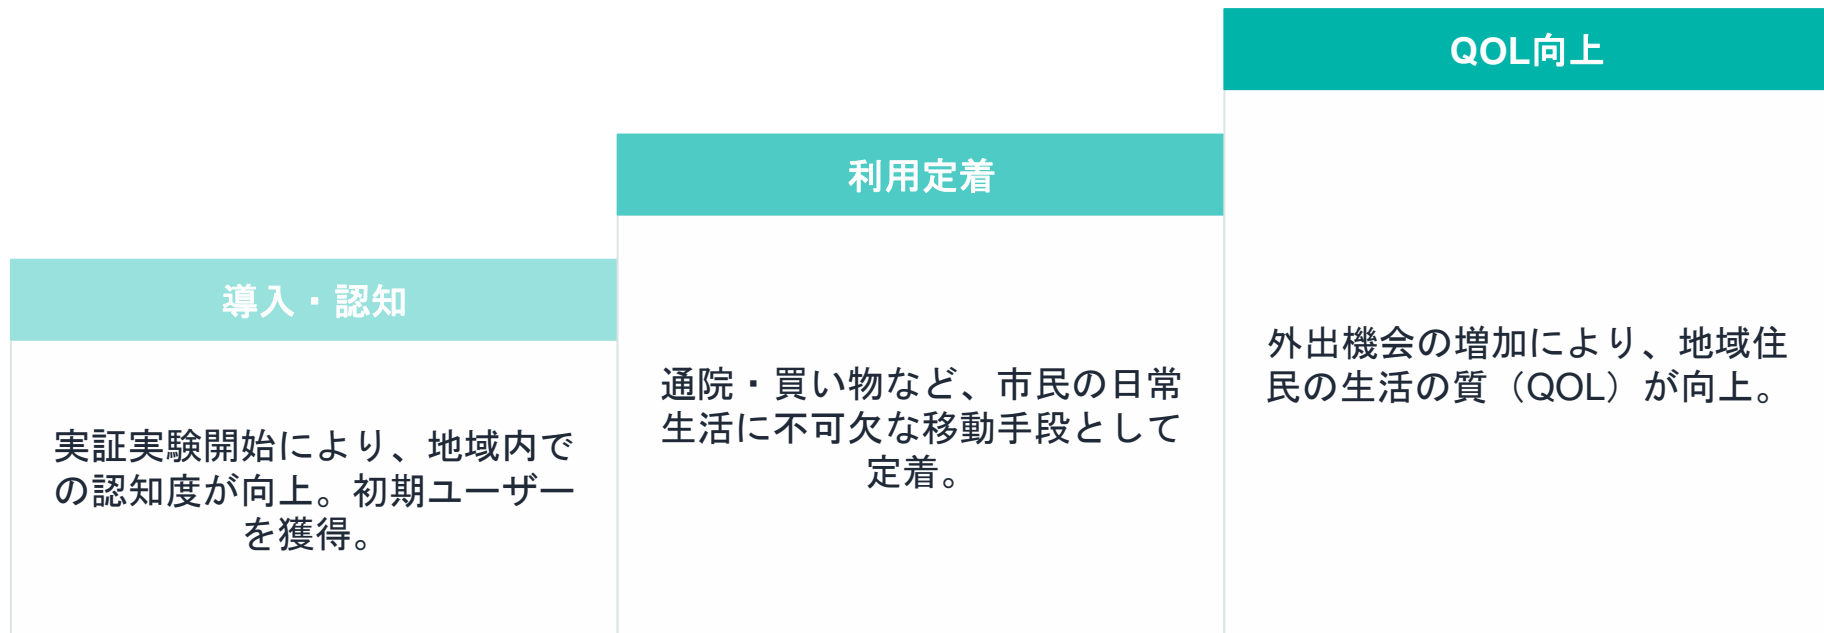 QOL向上
利用定着
導入・認知
外出機会の増加により、地域住
民の生活の質（QOL）が向上。
通院・買い物など、市民の日常
生活に不可欠な移動手段として
定着。
実証実験開始により、地域内で
の認知度が向上。初期ユーザー
を獲得。